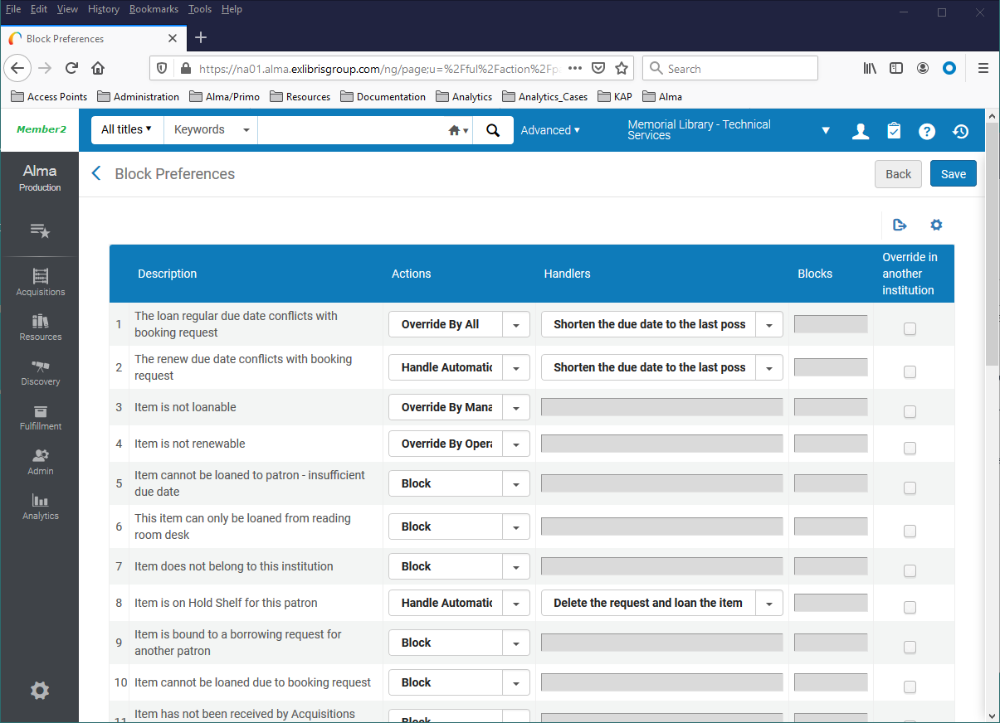 File Edit View History Bookmarks Tools Help
Block Preferences
https://na01.alma.exlibrisgroup.com/ng/page;u=%2Fful%2Faction%2Fp
Search
Access Points Administration Alma/Primo Resources Documentation Analytics Analytics_Cases KAP Alma
Member2
All titles Keywords Advanced
Memorial Library - Technical
Services
Alma
Production
Acquisitions
Resources
Discovery
Fulfillment
Admin
Analytics
Block Preferences Back Save
Description Actions Handlers Blocks Override in
another
institution
1 The loan regular due date conflicts with
booking request Override By All Shorten the due date to the last poss
2 The renew due date conflicts with booking
request Handle Automatic Shorten the due date to the last poss
3 Item is not loanable Override By Mana
4 Item is not renewable Override By Opera
5 Item cannot be loaned to patron - insufficient
due date Block
6 This item can only be loaned from reading
room desk Block
7 Item does not belong to this institution Block
8 Item is on Hold Shelf for this patron Handle Automatic Delete the request and loan the item
9 Item is bound to a borrowing request for
another patron Block
10 Item cannot be loaned due to booking request Block
11 Item has not been received by Acquisitions Block